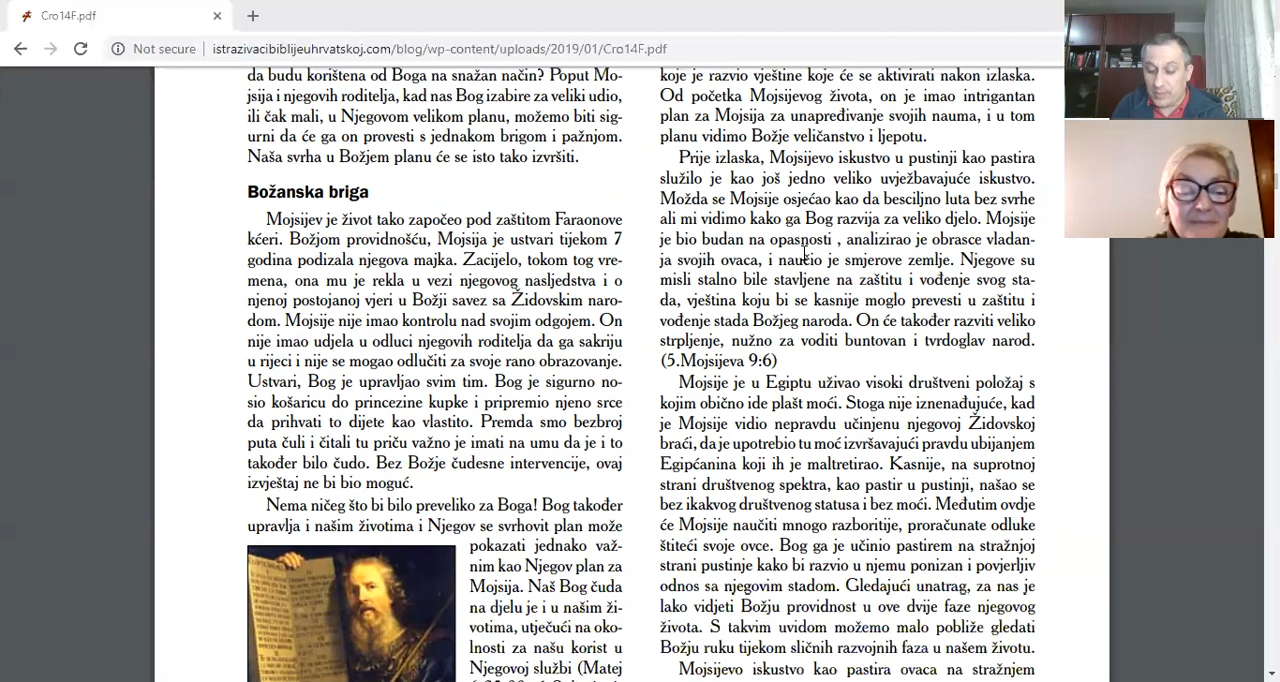 Cro14F.pdf
Not secure
istrazivacibiblijeuhrvatskoj.com/blog/wp-content/uploads/2019/01/Cro14F.pdf
da budu korištena od Boga na snažan način? Poput Mo-
jsija i njegovih roditelja, kad nas Bog izabire za veliki udio,
ili čak mali, u Njegovom velikom planu, možemo biti sig-
urni da će ga on provesti s jednakom brigom i pažnjom.
Naša svrha u Božjem planu će se isto tako izvršiti.
Božanska briga
Mojsijev je život tako započeo pod zaštitom Faraonove
kćeri. Božjom providnošću, Mojsija je ustvari tijekom 7
godina podizala njegova majka. Zacijelo, tokom tog vre-
mena, ona mu je rekla u vezi njegovog nasljedstva i o
njenoj postojanoj vjeri u Božji savez sa Židovskim naro-
dom. Mojsije nije imao kontrolu nad svojim odgojem. On
nije imao udjela u odluci njegovih roditelja da ga sakriju
u rijeci i nije se mogao odlučiti za svoje rano obrazovanje.
Ustvari, Bog je upravljao svim tim. Bog je sigurno no-
sio košaricu do princezine kupke i pripremio njeno srce
da prihvati to dijete kao vlastito. Premda smo bezbroj
puta čuli i čitali tu priču važno je imati na umu da je i to
također bilo čudo. Bez Božje čudesne intervencije, ovaj
izvještaj ne bi bio moguć.
Nema ničeg što bi bilo preveliko za Boga! Bog također
upravlja i našim životima i Njegov se svrhovit plan može
pokazati jednako važ-
nim kao Njegov plan za
Mojsija. Naš Bog čuda
na djelu je i u našim ži-
votima, utječući na oko-
lnosti za našu korist u
Njegovoj službi (Matej
koje je razvio vještine koje će se aktivirati nakon izlaska.
Od početka Mojsijevog života, on je imao intrigantan
plan za Mojsija za unapređivanje svojih nauma, i u tom
planu vidimo Božje veličanstvo i ljepotu.
Prije izlaska, Mojsijevo iskustvo u pustinji kao pastira
služilo je kao još jedno veliko uvježbavajuće iskustvo.
Možda se Mojsije osjećao kao da besciljno luta bez svrhe
ali mi vidimo kako ga Bog razvija za veliko djelo. Mojsije
je bio budan na opasnosti , analizirao je obrasce vladan-
ja svojih ovaca, i naučio je smjerove zemlje. Njegove su
misli stalno bile stavljene na zaštitu i vođenje svog sta-
da, vještina koju bi se kasnije moglo prevesti u zaštitu i
vođenje stada Božjeg naroda. On će također razviti veliko
strpljenje, nužno za voditi buntovan i tvrdoglav narod.
(5.Mojsijeva 9:6)
Mojsije je u Egiptu uživao visoki društveni položaj s
kojim obično ide plašt moći. Stoga nije iznenađujuće, kad
je Mojsije vidio nepravdu učinjenu njegovoj Židovskoj
braći, da je upotrebio tu moć izvršavajući pravdu ubijanjem
Egipćanina koji ih je maltretirao. Kasnije, na suprotnoj
strani društvenog spektra, kao pastir u pustinji, našao se
bez ikakvog društvenog statusa i bez moći. Međutim ovdje
će Mojsije naučiti mnogo razboritije, proračunate odluke
štiteći svoje ovce. Bog ga je učinio pastirem na stražnjoj
strani pustinje kako bi razvio u njemu ponizan i povjerljiv
odnos sa njegovim stadom. Gledajući unatrag, za nas je
lako vidjeti Božju providnost u ove dvije faze njegovog
života. S takvim uvidom možemo malo pobliže gledati
Božju ruku tijekom sličnih razvojnih faza u našem životu.
Mojsijevo iskustvo kao pastira ovaca na stražnjem